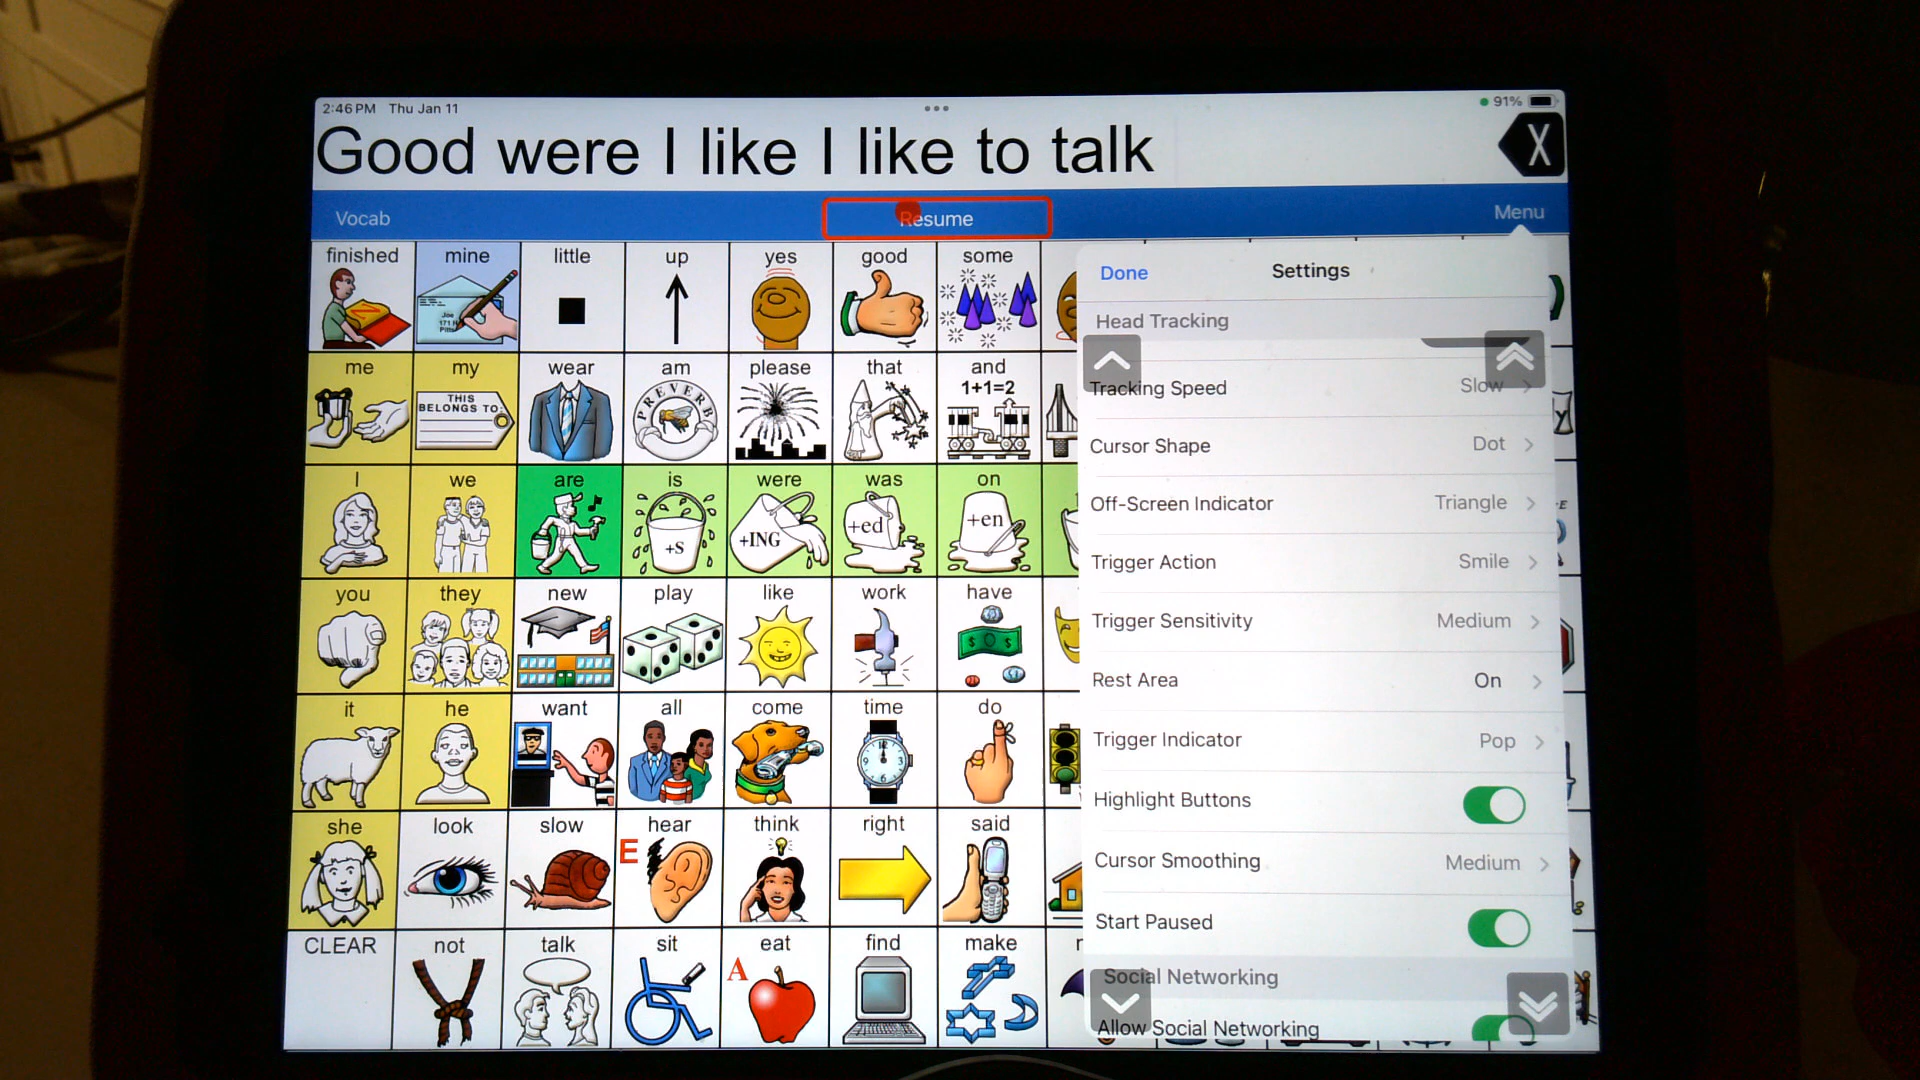 2:46 PM Thu Jan 11
91%
Good were I like I like to talk
X
Vocab
Resume
Menu
finished mine little up yes good some
Joe
171 H
Pitts
me my wear am please that and
THIS
BELONGS TO:
PREVERB
1+1=2
I we are is were was on
+S
+ING
+ed
+en
you they new play like work have
it he want all come time do
she look slow hear think right said
E
CLEAR not talk sit eat find make
A
Done
Settings
Head Tracking
Tracking Speed Slow
Cursor Shape Dot
Off-Screen Indicator Triangle
Trigger Action Smile
Trigger Sensitivity Medium
Rest Area On
Trigger Indicator Pop
Highlight Buttons
Cursor Smoothing Medium
Start Paused
Social Networking
Allow Social Networking